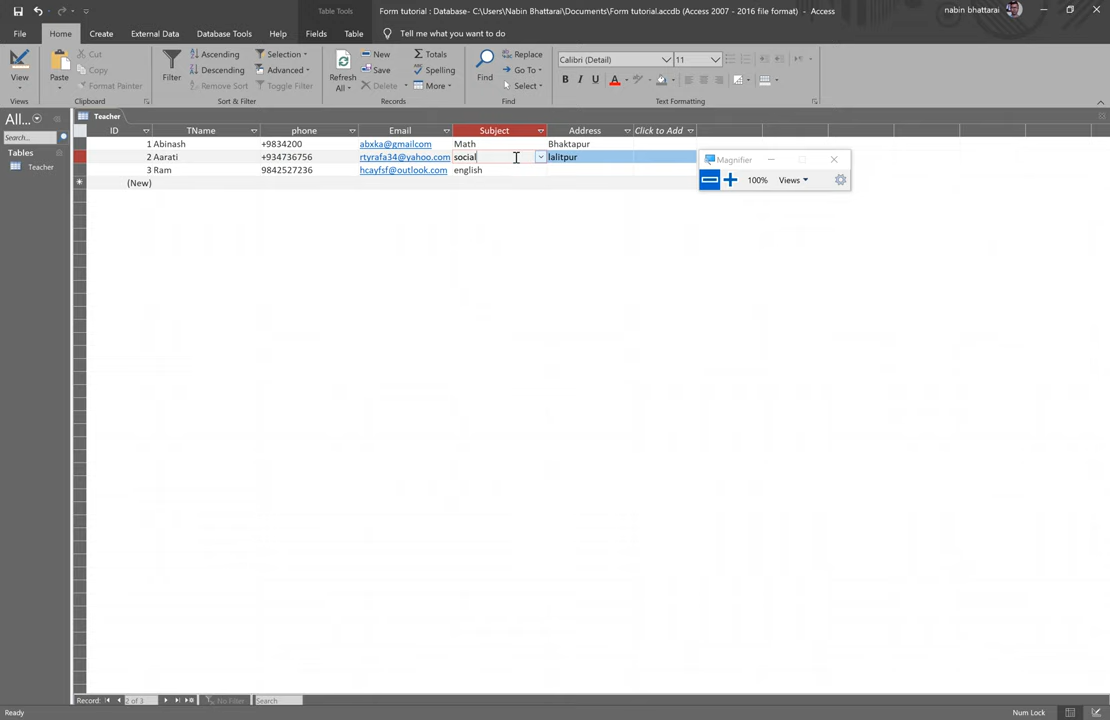 Table Tools
Form tutorial : Database- C:\Users\Nabin Bhattarai\Documents\Form tutorial.accdb (Access 2007 - 2016 file format) - Access
nabin bhattarai
File Home Create External Data Database Tools Help Fields Table Tell me what you want to do
View
Views
Paste
Cut
Copy
Format Painter
Clipboard
Filter
Ascending
Descending
Remove Sort
Selection
Advanced
Toggle Filter
Sort & Filter
Refresh All
New
Save
Delete
Totals
Spelling
More
Records
Find
Replace
Go To
Select
Find
Calibri (Detail) 11
B I U A
Text Formatting
All...
Search...
Tables
Teacher
Teacher
ID TName phone Email Subject Address Click to Add
1 Abinash +9834200 abxka@gmailcom Math Bhaktapur
2 Aarati +934736756 rtyrafa34@yahoo.com social lalitpur
3 Ram 9842527236 hcayfsf@outlook.com english
(New)
Magnifier
100% Views
Record: 2 of 3 No Filter Search
Ready
Num Lock